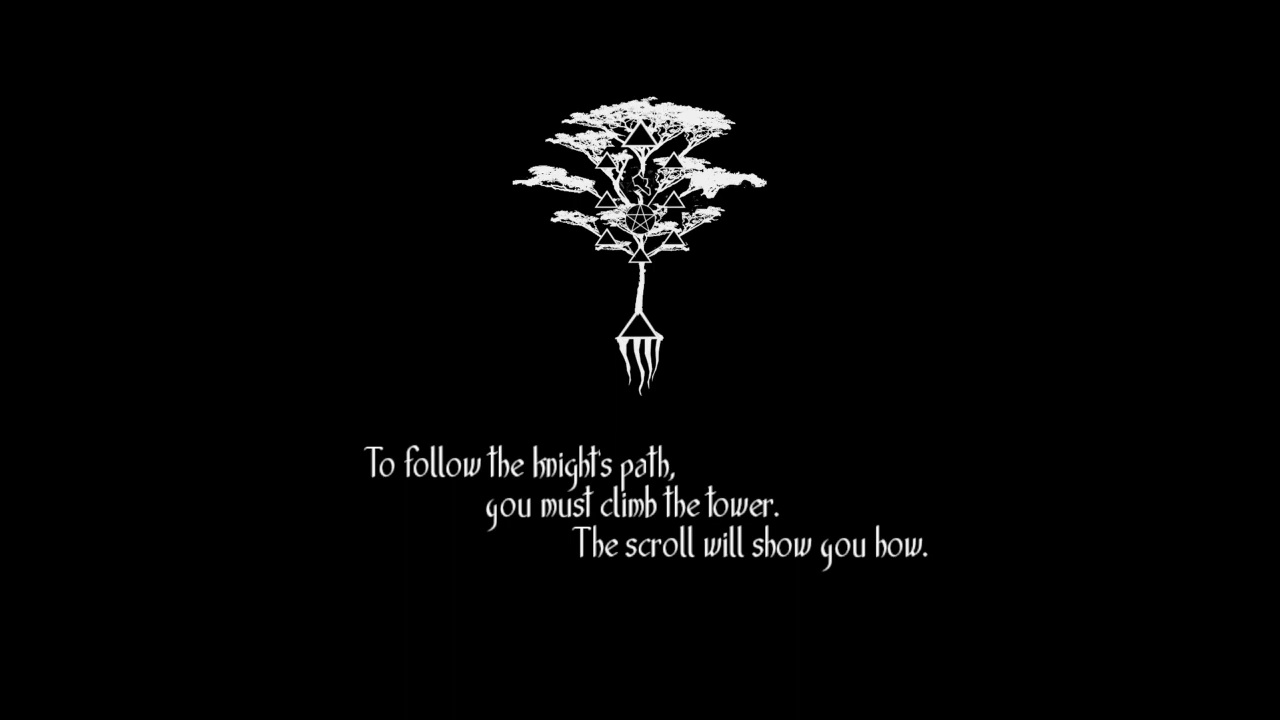 To follow the knight's path,
you must climb the tower.
The scroll will show you how.